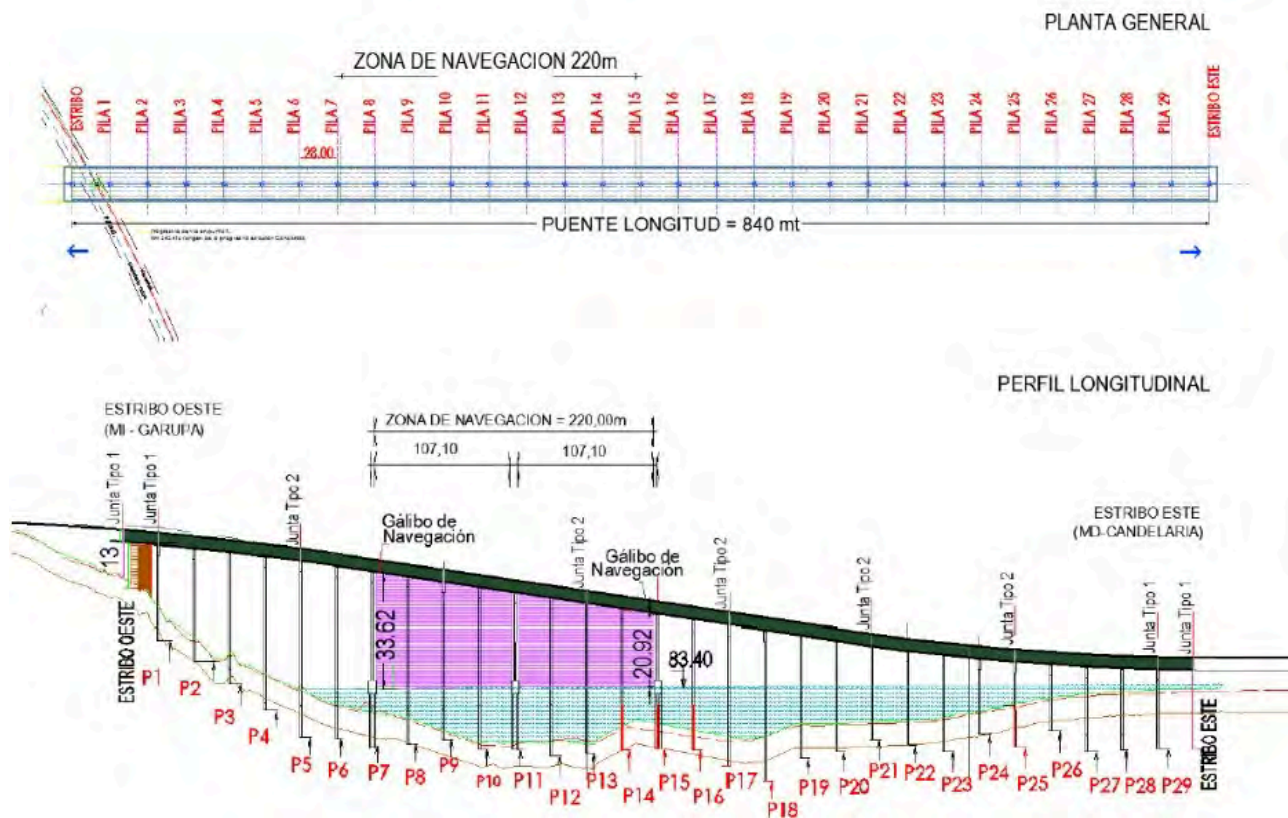 PLANTA GENERAL
ZONA DE NAVEGACION 220m
ESTRIBO
PILA 1
PILA 2
PILA 3
PILA 4
PILA 5
PILA 6
PILA 7
PILA 8
PILA 9
PILA 10
PILA 11
PILA 12
PILA 13
PILA 14
PILA 15
PILA 16
PILA 17
PILA 18
PILA 19
PILA 20
PILA 21
PILA 22
PILA 23
PILA 24
PILA 25
PILA 26
PILA 27
PILA 28
PILA 29
ESTRIBO ESTE
28.00
PUENTE LONGITUD = 840 mt
PERFIL LONGITUDINAL
ESTRIBO OESTE
(MI - GARUPA)
ZONA DE NAVEGACION = 220,00m
107,10
107,10
Junta Tipo 1
Junta Tipo 1
Junta Tipo 2
Junta Tipo 2
Junta Tipo 2
Junta Tipo 2
Junta Tipo 2
Junta Tipo 1
Junta Tipo 1
ESTRIBO ESTE
(MD-CANDELARIA)
Gálibo de
Navegación
Gálibo de
Navegación
13
33.62
20.92
83.40
ESTRIBO OESTE
P1
P2
P3
P4
P5
P6
P7
P8
P9
P10
P11
P12
P13
P14
P15
P16
P17
P18
P19
P20
P21
P22
P23
P24
P25
P26
P27
P28
P29
ESTRIBO ESTE